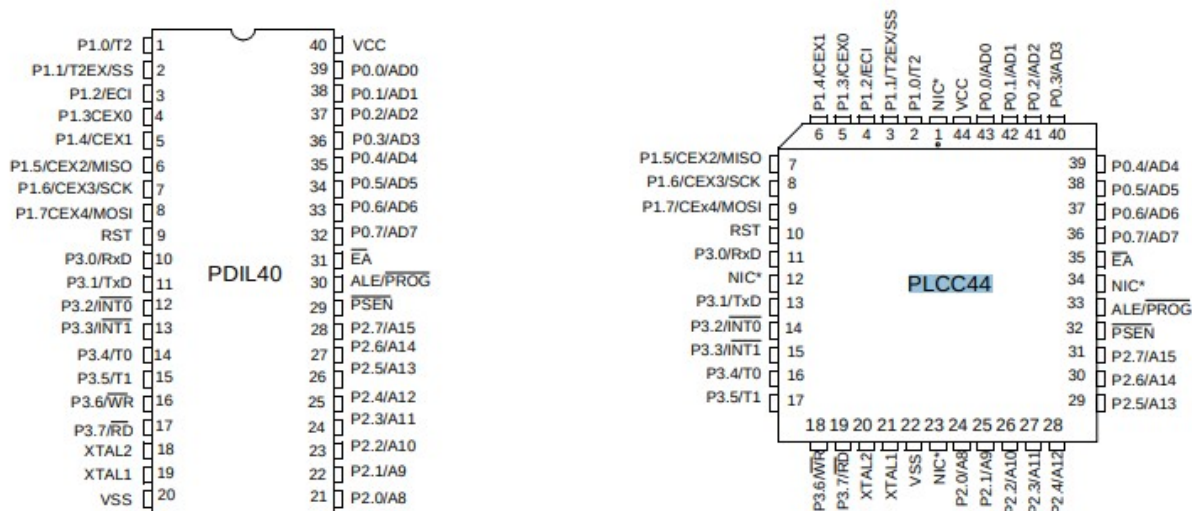 P1.0/T2 1 40 VCC
P1.1/T2EX/SS 2 39 P0.0/AD0
P1.2/ECI 3 38 P0.1/AD1
P1.3CEX0 4 37 P0.2/AD2
P1.4/CEX1 5 36 P0.3/AD3
P1.5/CEX2/MISO 6 35 P0.4/AD4
P1.6/CEX3/SCK 7 34 P0.5/AD5
P1.7CEX4/MOSI 8 33 P0.6/AD6
RST 9 32 P0.7/AD7
P3.0/RxD 10 31 EA
PDIL40
P3.1/TxD 11 30 ALE/PROG
P3.2/INT0 12 29 PSEN
P3.3/INT1 13 28 P2.7/A15
P3.4/T0 14 27 P2.6/A14
P3.5/T1 15 26 P2.5/A13
P3.6/WR 16 25 P2.4/A12
P3.7/RD 17 24 P2.3/A11
XTAL2 18 23 P2.2/A10
XTAL1 19 22 P2.1/A9
VSS 20 21 P2.0/A8
P1.4/CEX1
P1.3/CEX0
P1.2/ECI
P1.1/T2EX/SS
P1.0/T2
NIC*
VCC
P0.0/AD0
P0.1/AD1
P0.2/AD2
P0.3/AD3
6 5 4 3 2 1 44 43 42 41 40
P1.5/CEX2/MISO 7 39 P0.4/AD4
P1.6/CEX3/SCK 8 38 P0.5/AD5
P1.7/CEx4/MOSI 9 37 P0.6/AD6
RST 10 36 P0.7/AD7
P3.0/RxD 11 35 EA
NIC* 12 34 NIC*
PLCC44
P3.1/TxD 13 33 ALE/PROG
P3.2/INT0 14 32 PSEN
P3.3/INT1 15 31 P2.7/A15
P3.4/T0 16 30 P2.6/A14
P3.5/T1 17 29 P2.5/A13
18 19 20 21 22 23 24 25 26 27 28
P3.6/WR
P3.7/RD
XTAL2
XTAL1
VSS
NIC*
P2.0/A8
P2.1/A9
P2.2/A10
P2.3/A11
P2.4/A12